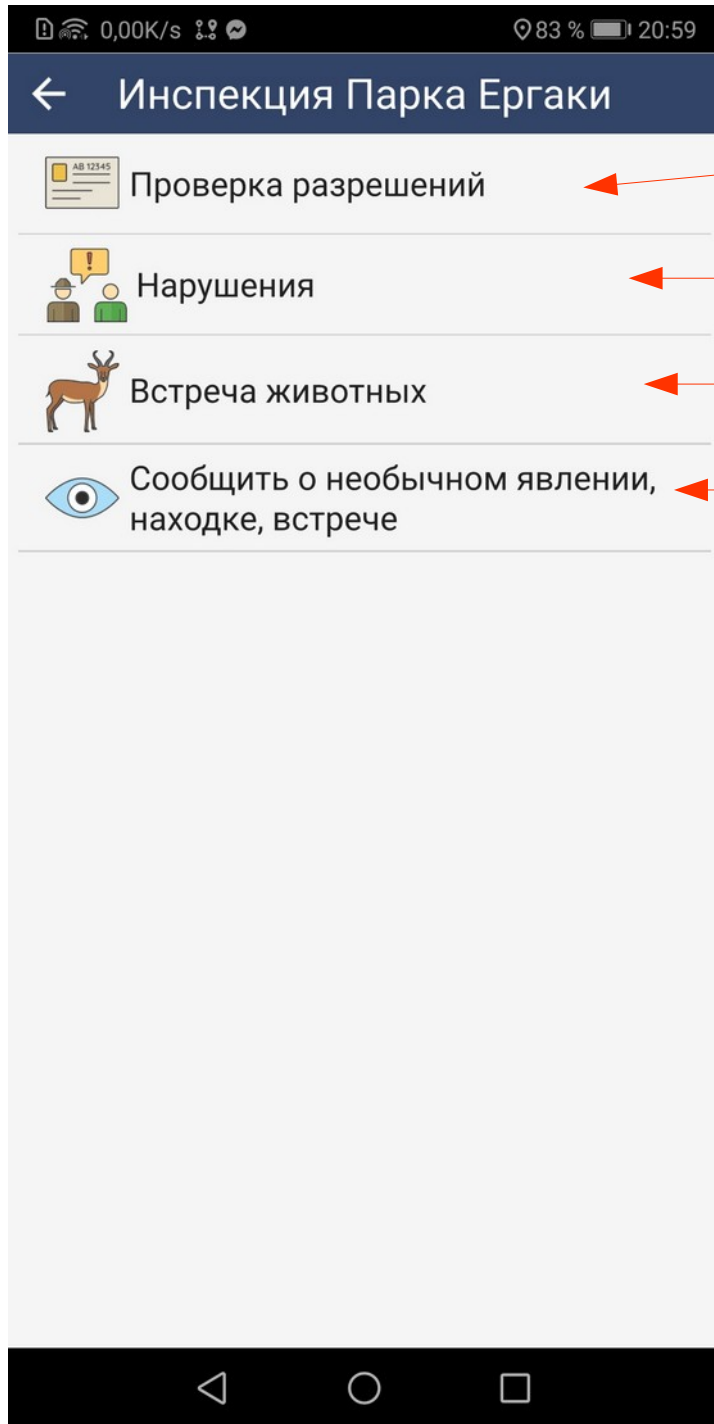 0,00K/s 83 % 20:59
Инспекция Парка Ергаки
AB 12345
Проверка разрешений
!
Нарушения
Встреча животных
Сообщить о необычном явлении,
находке, встрече